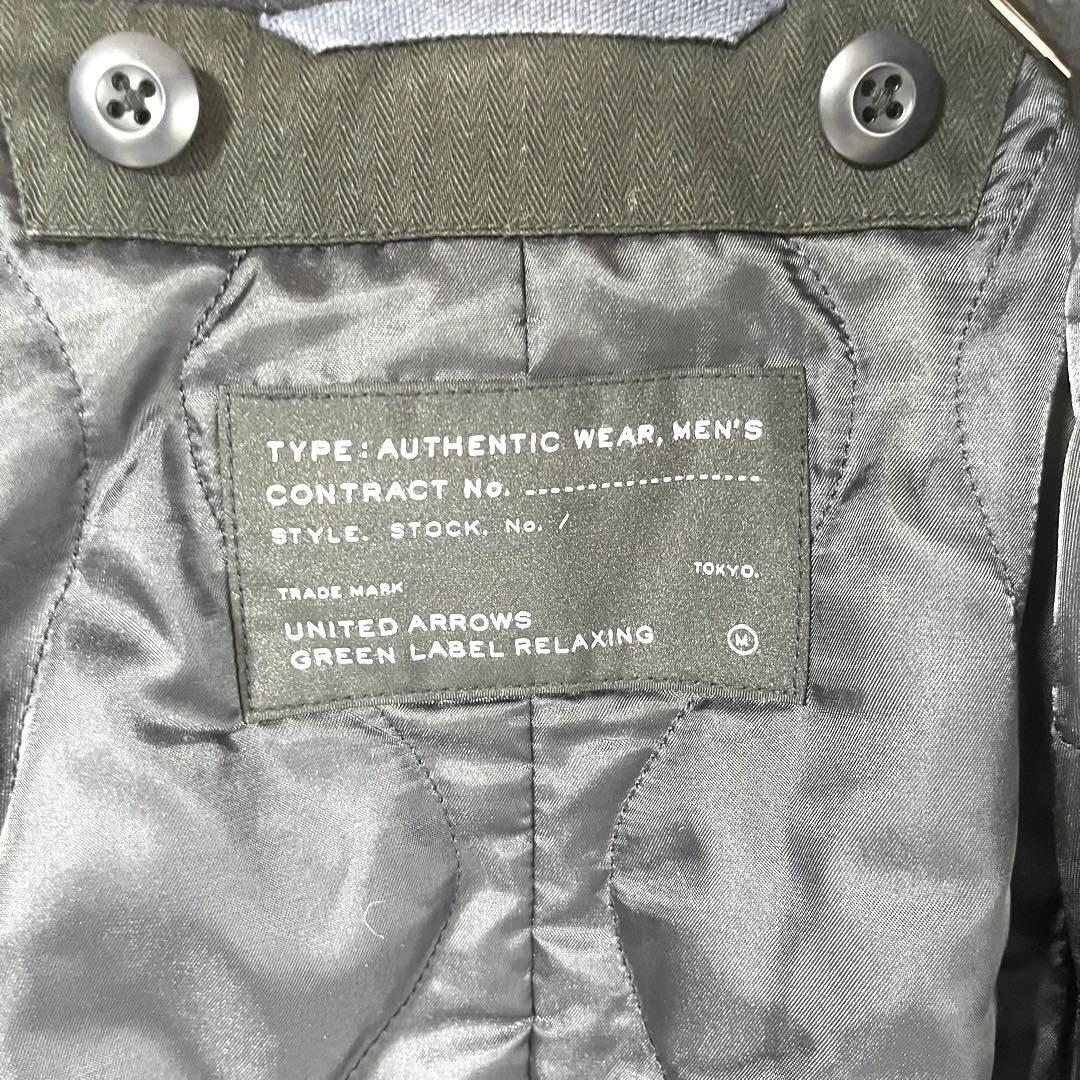 TYPE: AUTHENTIC WEAR, MEN'S
CONTRACT No. -------------------
STYLE. STOCK. No. /
TOKYO.
TRADE MARK
UNITED ARROWS
GREEN LABEL RELAXING
M